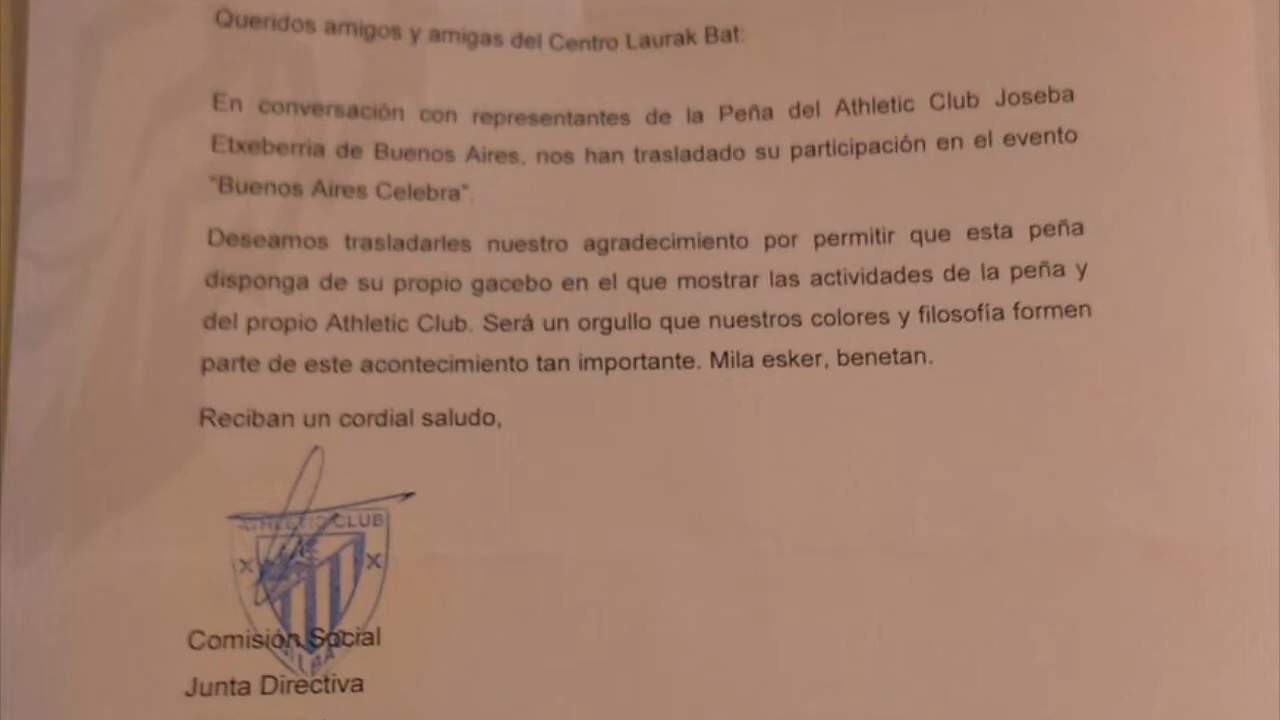 Queridos amigos y amigas del Centro Laurak Bat:
En conversación con representantes de la Peña del Athletic Club Joseba
Etxeberria de Buenos Aires, nos han trasladado su participación en el evento
"Buenos Aires Celebra".
Deseamos trasladarles nuestro agradecimiento por permitir que esta peña
disponga de su propio gacebo en el que mostrar las actividades de la peña y
del propio Athletic Club. Será un orgullo que nuestros colores y filosofía formen
parte de este acontecimiento tan importante. Mila esker, benetan.
Reciban un cordial saludo,
ATHLETIC CLUB
Comisión Social
Junta Directiva